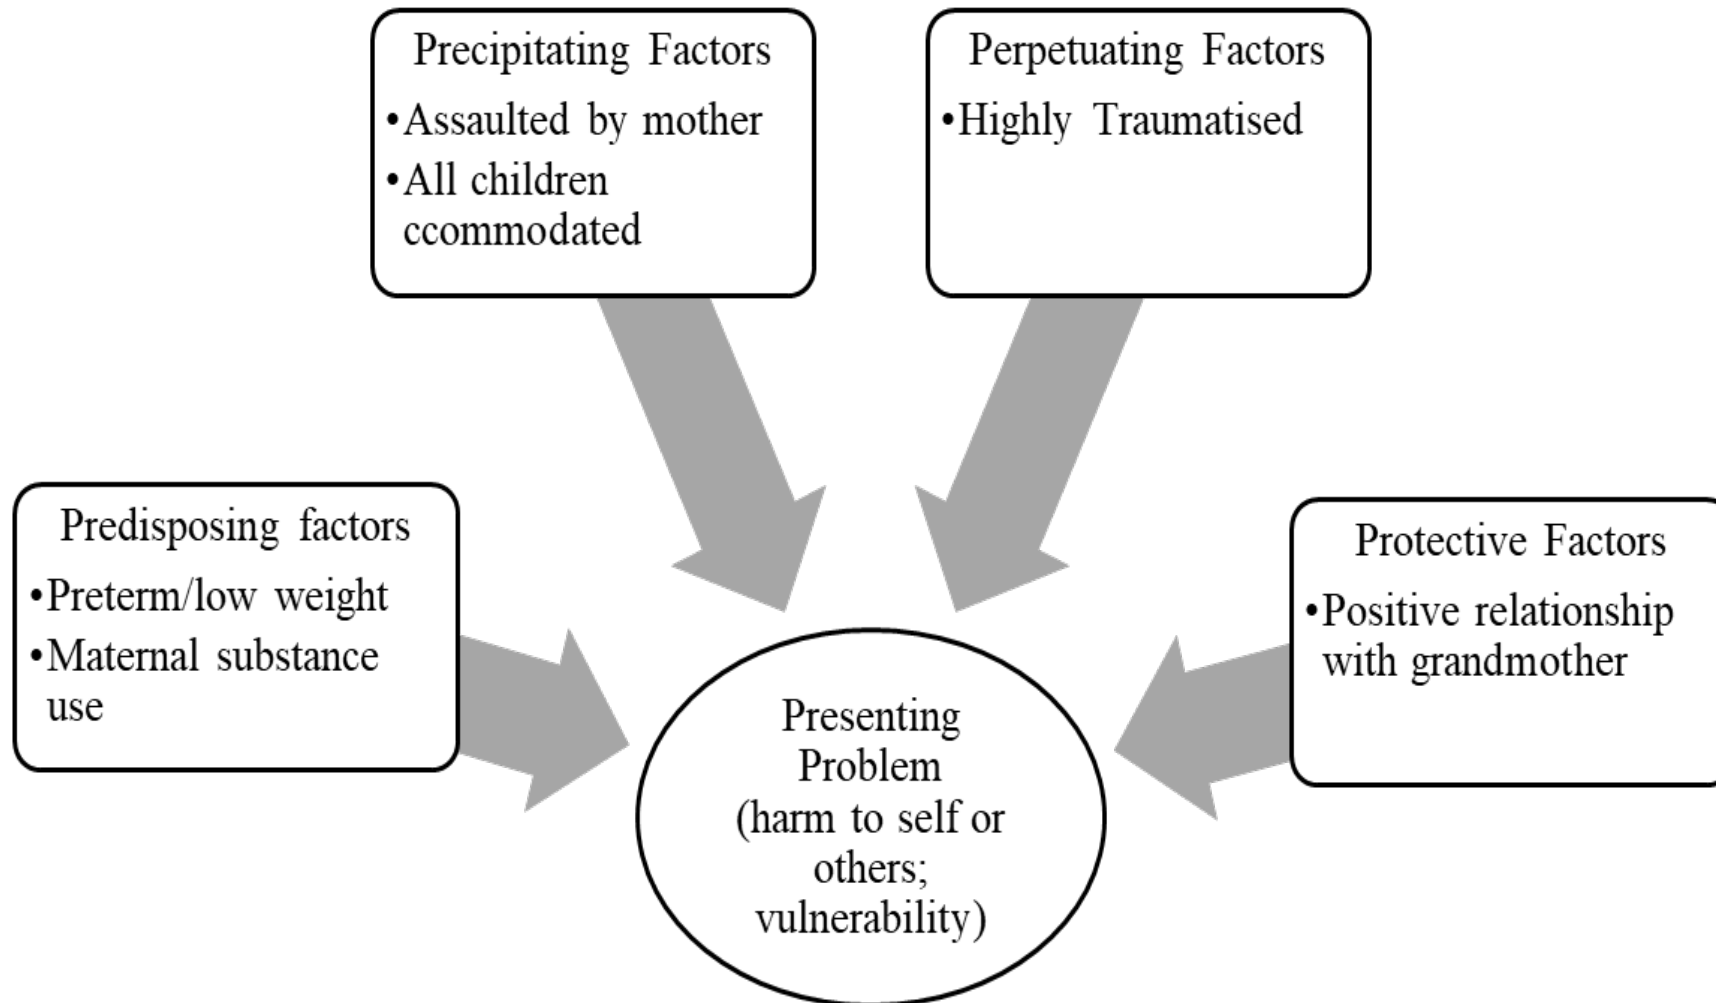 Precipitating Factors
•Assaulted by mother
•All children
ccommodated
Perpetuating Factors
•Highly Traumatised
Predisposing factors
•Preterm/low weight
•Maternal substance
use
Protective Factors
•Positive relationship
with grandmother
Presenting
Problem
(harm to self or
others;
vulnerability)